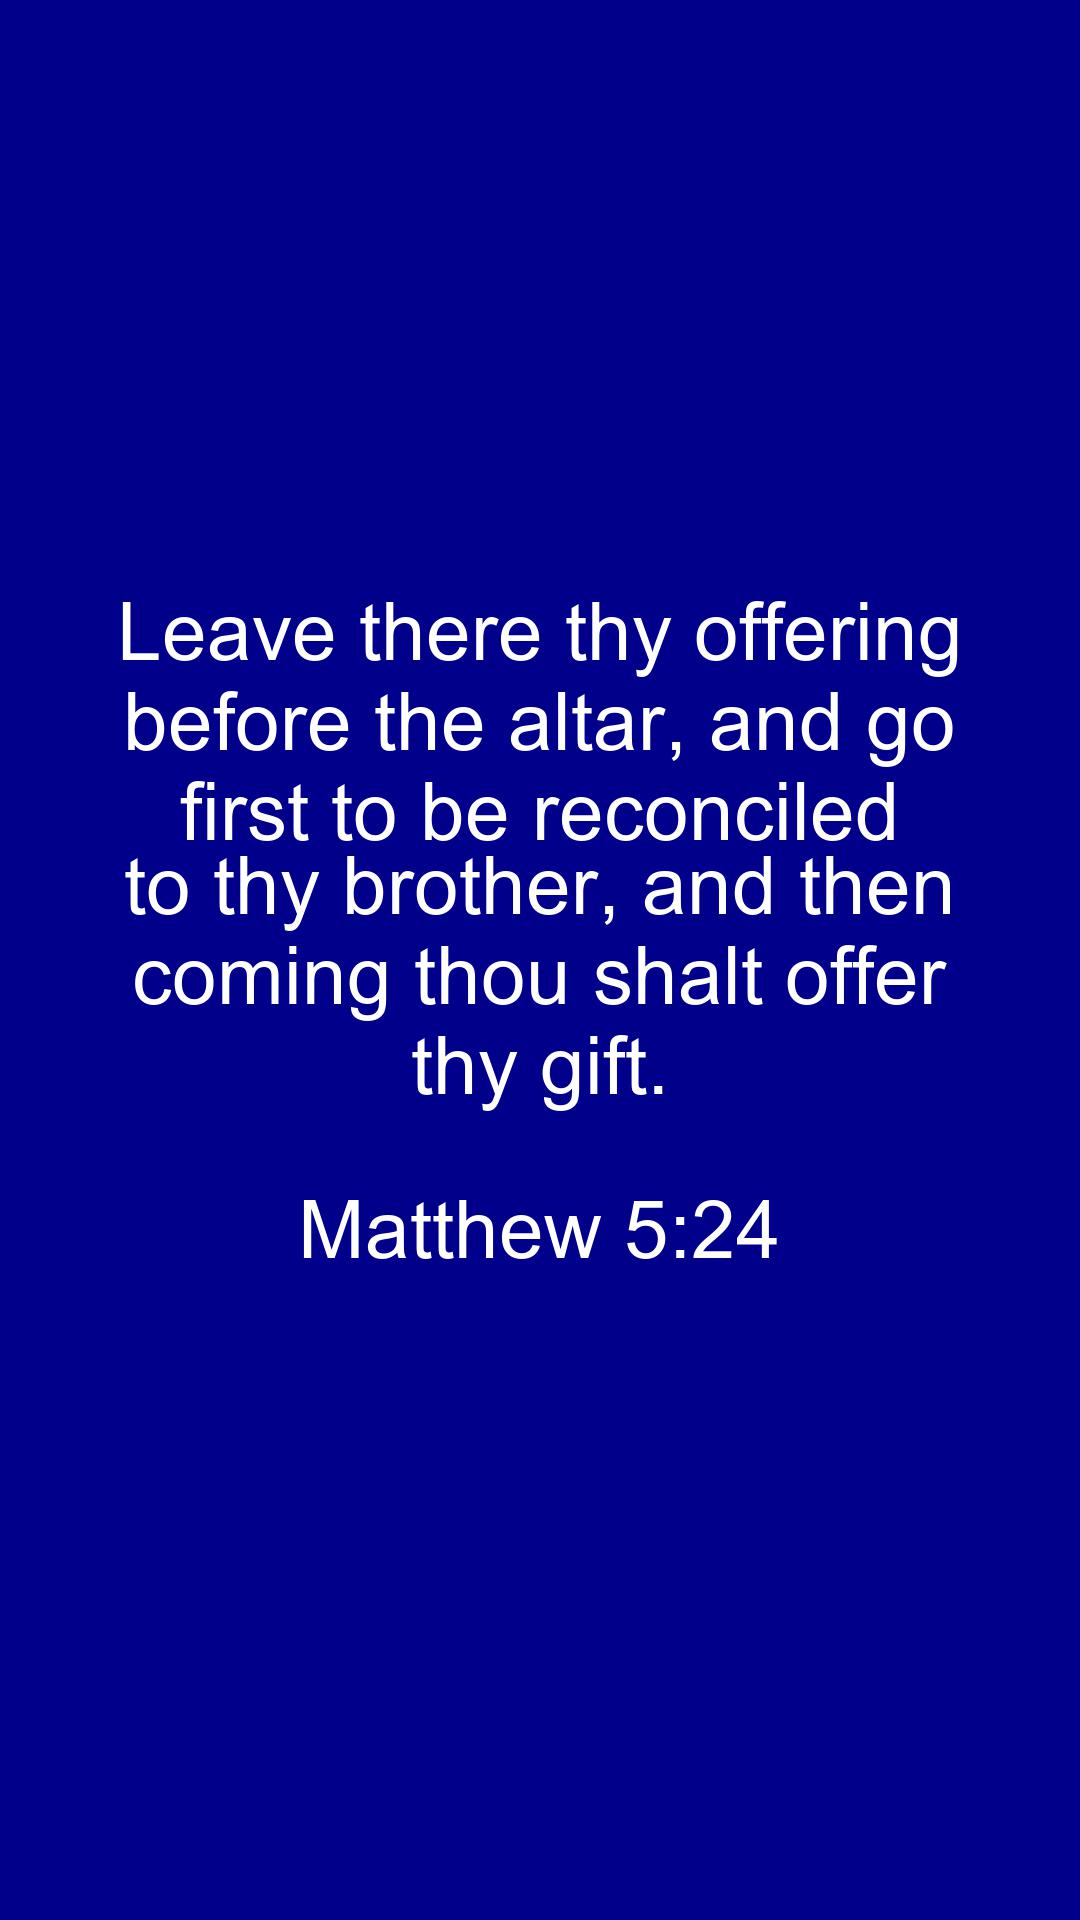 Leave there thy offering
before the altar, and go
first to be reconciled
to thy brother, and then
coming thou shalt offer
thy gift.
Matthew 5:24